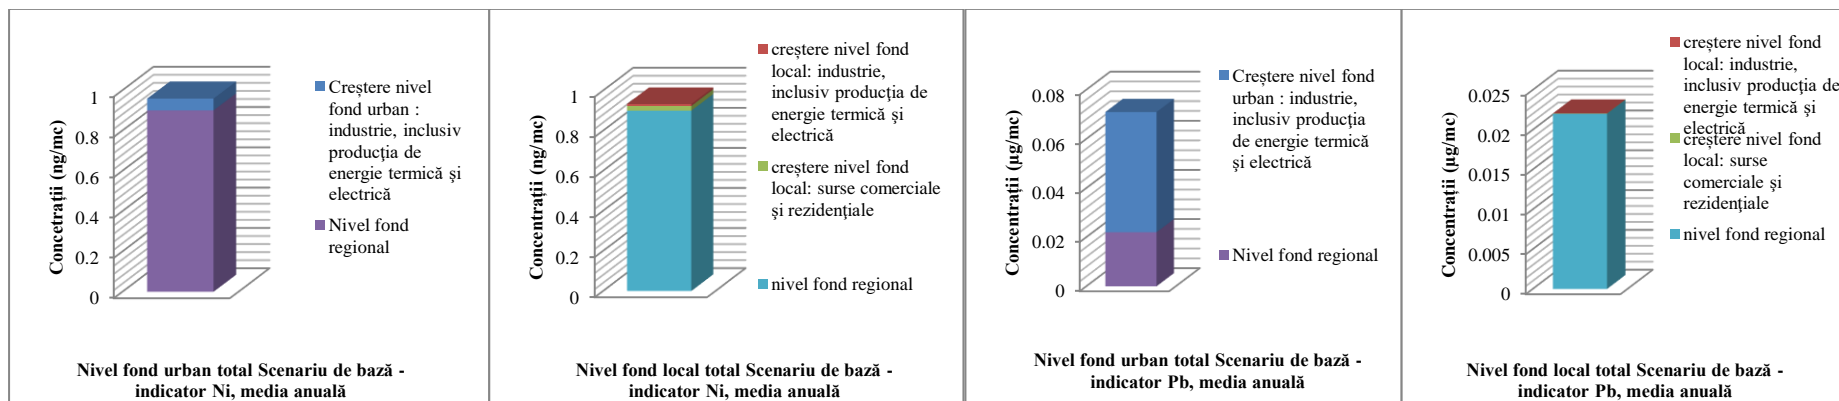 Concetrații (ng/mc)
1
0.8
0.6
0.4
0.2
0
Creștere nivel
fond urban :
industrie, inclusiv
producția de
energie termică și
electrică
Nivel fond
regional
Nivel fond urban total Scenariu de bază -
indicator Ni, media anuală
Concentrații (ng/mc)
1
0.8
0.6
0.4
0.2
0
creștere nivel fond
local: industrie,
inclusiv producția de
energie termică și
electrică
creștere nivel fond
local: surse comerciale
și rezidențiale
nivel fond regional
Nivel fond local total Scenariu de bază -
indicator Ni, media anuală
Concentrații (µg/mc)
0.08
0.06
0.04
0.02
0
Creștere nivel fond
urban : industrie,
inclusiv producția
de energie termică
și electrică
Nivel fond regional
Nivel fond urban total Scenariu de bază -
indicator Pb, media anuală
Concentrații (µg/mc)
0.025
0.02
0.015
0.01
0.005
0
creștere nivel fond
local: industrie,
inclusiv producția de
energie termică și
electrică
creștere nivel fond
local: surse
comerciale și
rezidențiale
nivel fond regional
Nivel fond local total Scenariu de bază -
indicator Pb, media anuală